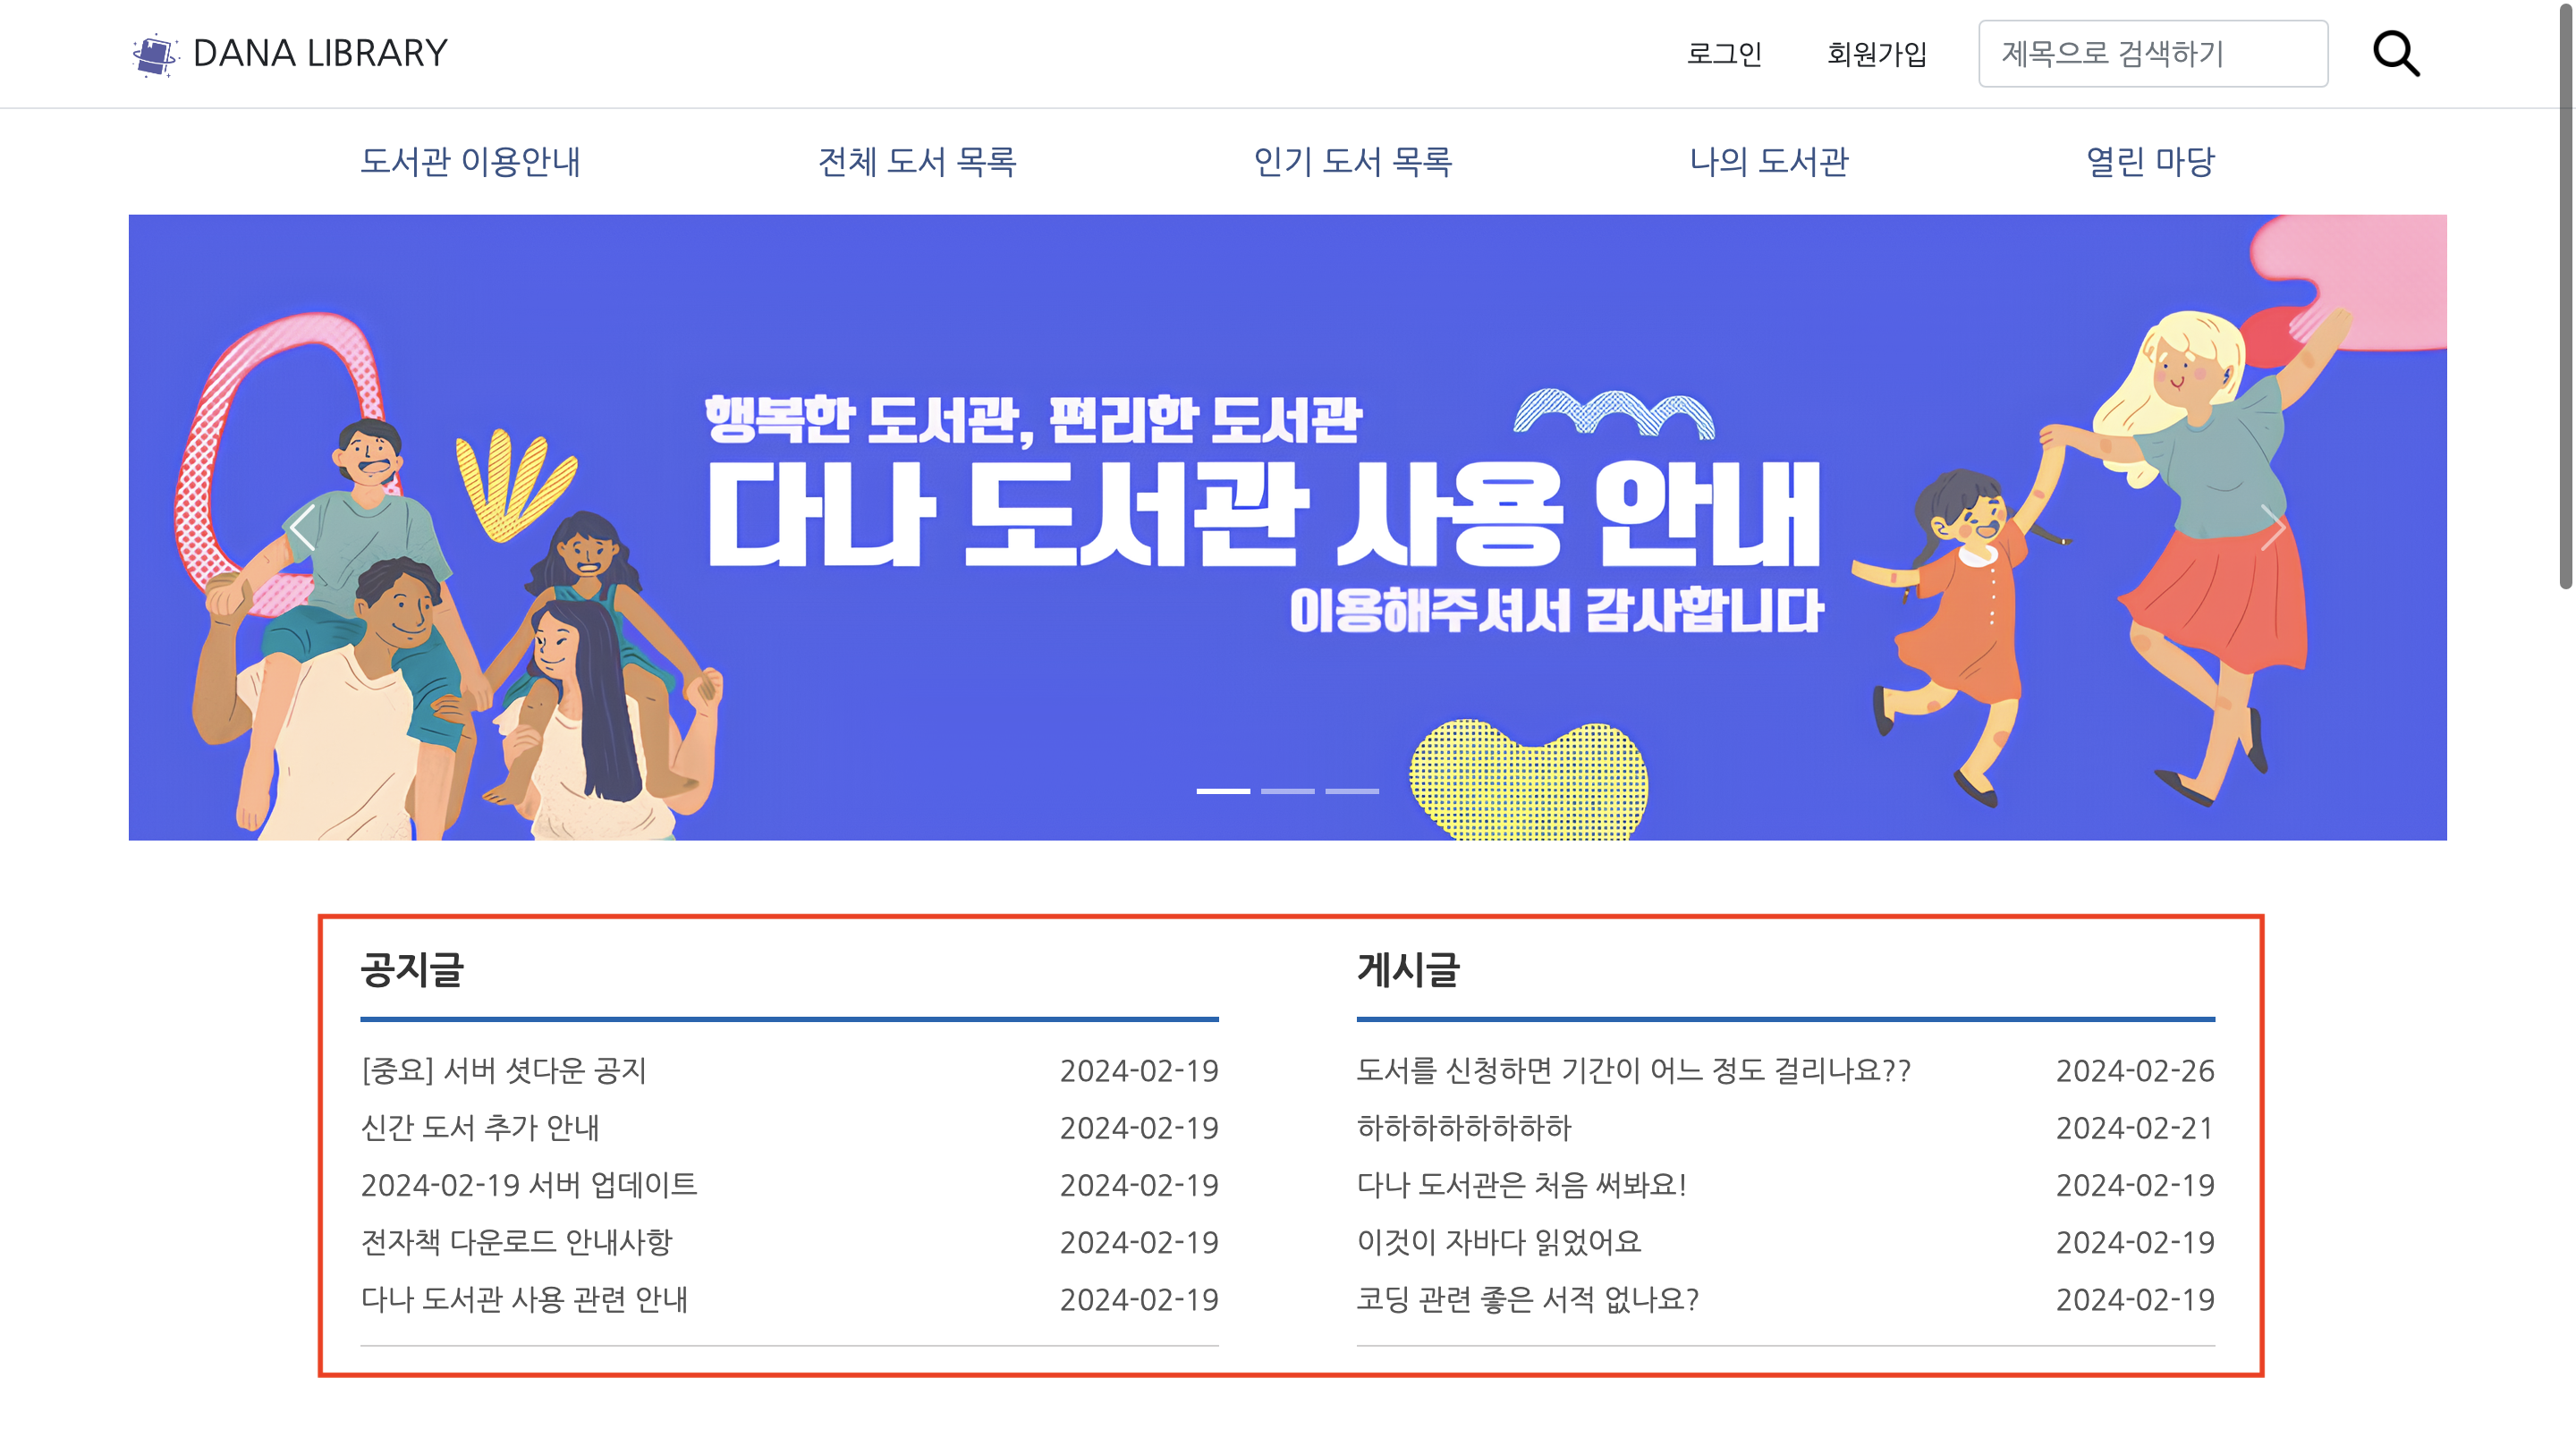 DANA LIBRARY
로그인
회원가입
제목으로 검색하기
도서관 이용안내
전체 도서 목록
인기 도서 목록
나의 도서관
열린 마당
행복한 도서관, 편리한 도서관
다나 도서관 사용 안내
이용해주셔서 감사합니다
공지글
[중요] 서버 셧다운 공지 2024-02-19
신간 도서 추가 안내 2024-02-19
2024-02-19 서버 업데이트 2024-02-19
전자책 다운로드 안내사항 2024-02-19
다나 도서관 사용 관련 안내 2024-02-19
게시글
도서를 신청하면 기간이 어느 정도 걸리나요?? 2024-02-26
하하하하하하하하 2024-02-21
다나 도서관은 처음 써봐요! 2024-02-19
이것이 자바다 읽었어요 2024-02-19
코딩 관련 좋은 서적 없나요? 2024-02-19